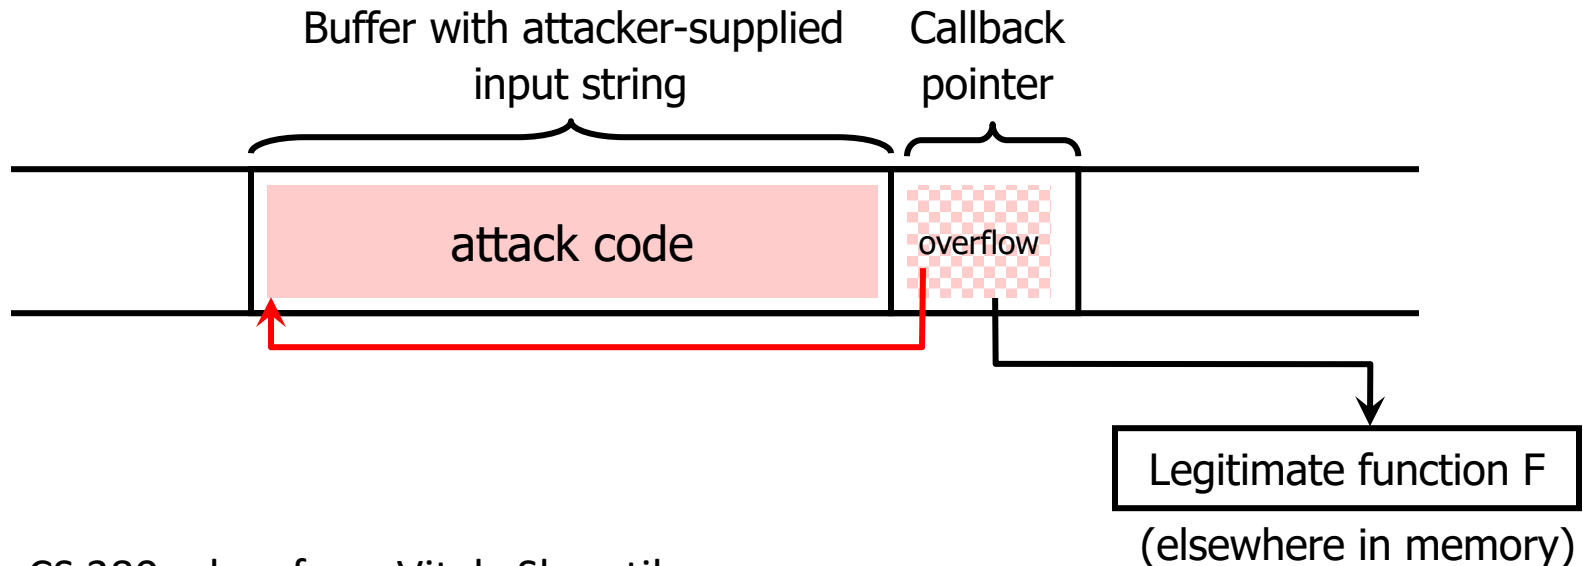 Buffer with attacker-supplied
input string
Callback
pointer
attack code
overflow
Legitimate function F
(elsewhere in memory)